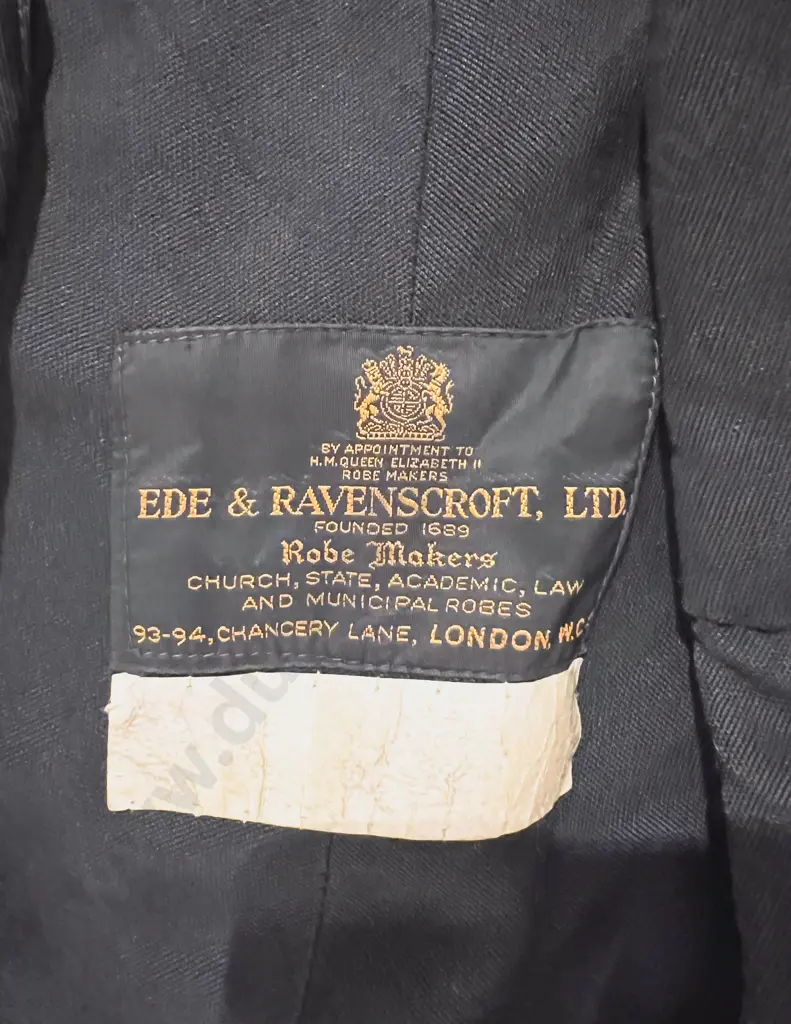 BY APPOINTMENT TO
H.M. QUEEN ELIZABETH II
ROBE MAKERS
EDE & RAVENSCROFT, LTD.
FOUNDED 1689
Robe Makers
CHURCH, STATE, ACADEMIC, LAW
AND MUNICIPAL ROBES
93-94, CHANCERY LANE, LONDON, W.C.